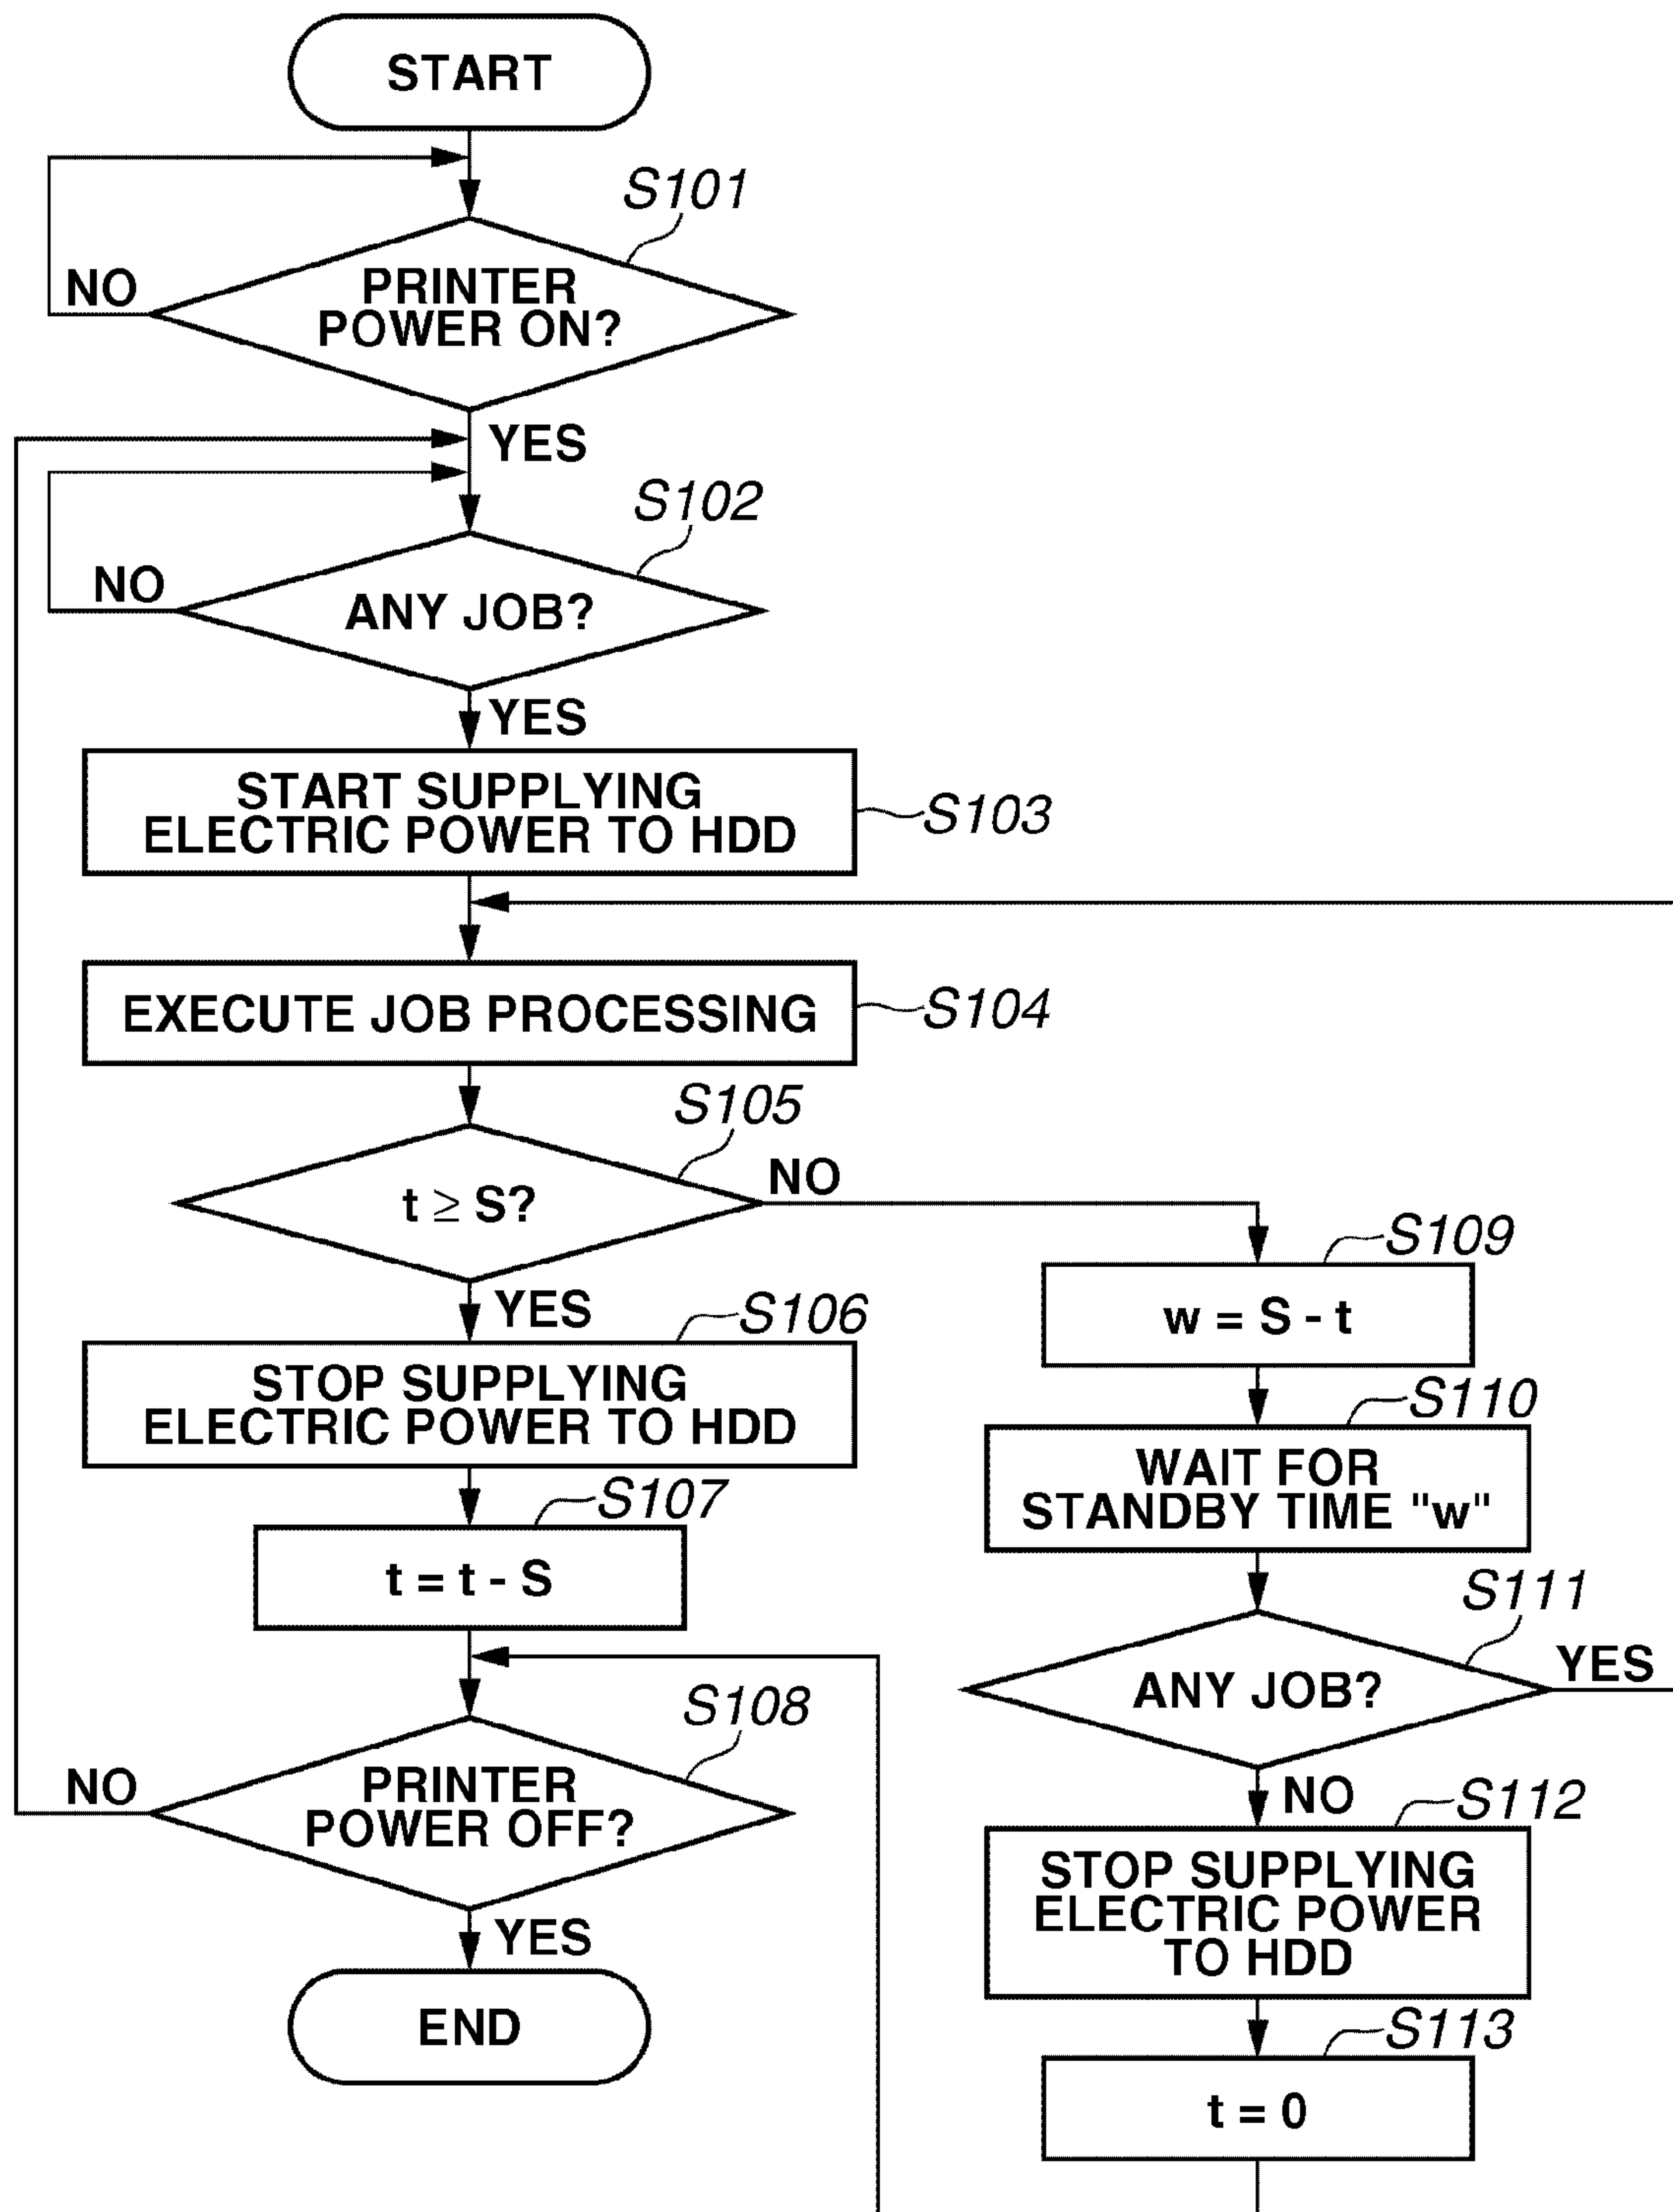 START
S101
NO
PRINTER
POWER ON?
YES
S102
NO
ANY JOB?
YES
START SUPPLYING
ELECTRIC POWER TO HDD
S103
EXECUTE JOB PROCESSING
S104
S105
t ≥ S?
NO
YES
S106
STOP SUPPLYING
ELECTRIC POWER TO HDD
S107
t = t - S
S108
NO
PRINTER
POWER OFF?
YES
END
S109
w = S - t
S110
WAIT FOR
STANDBY TIME "w"
S111
ANY JOB?
YES
NO
S112
STOP SUPPLYING
ELECTRIC POWER
TO HDD
S113
t = 0